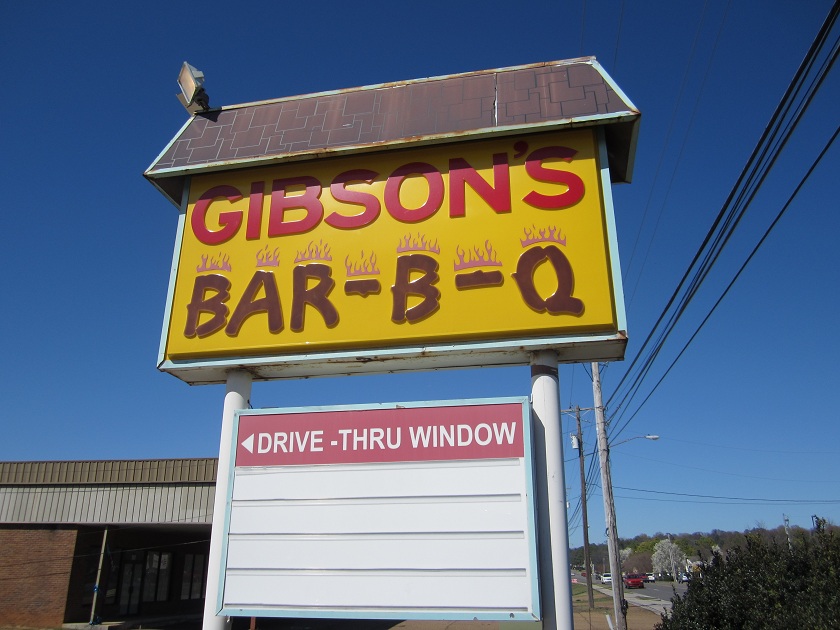 GIBSON'S
BAR-B-Q
DRIVE -THRU WINDOW